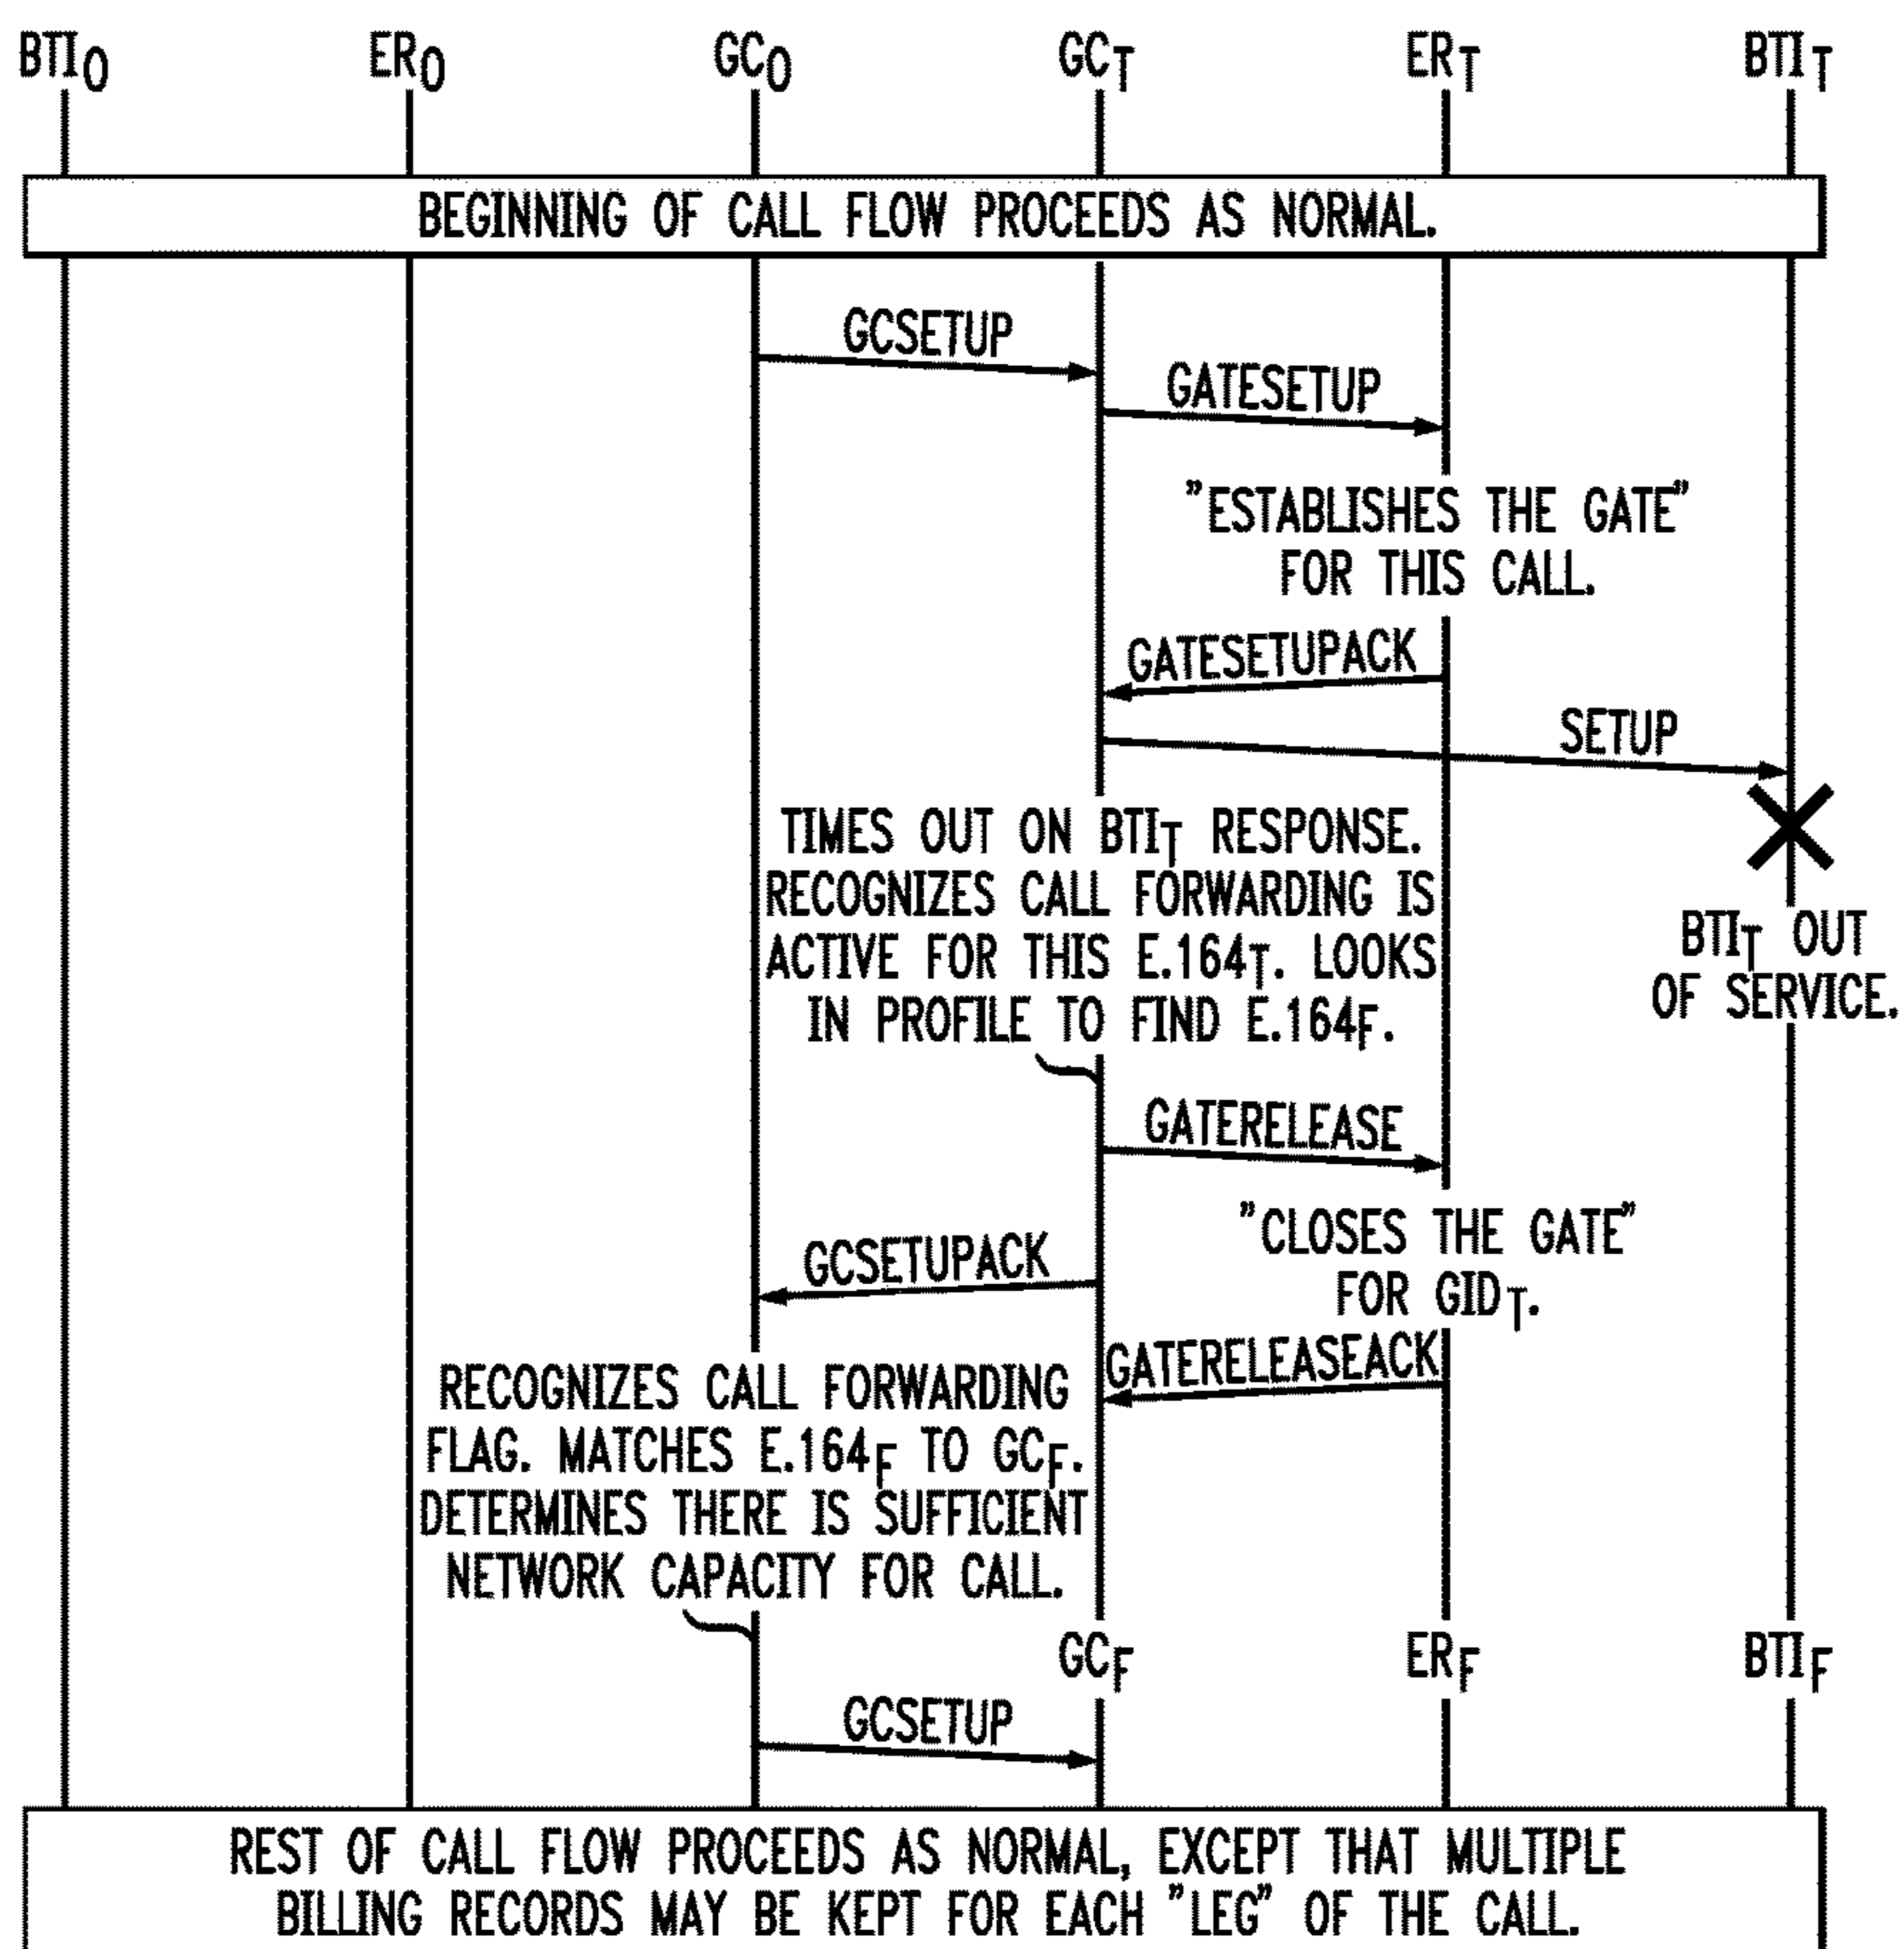 BTIO ERO GCO GCT ERT BTIT
BEGINNING OF CALL FLOW PROCEEDS AS NORMAL.
GCSETUP
GATESETUP
"ESTABLISHES THE GATE"
FOR THIS CALL.
GATESETUPACK
SETUP
TIMES OUT ON BTIT RESPONSE.
RECOGNIZES CALL FORWARDING IS
ACTIVE FOR THIS E.164T. LOOKS
IN PROFILE TO FIND E.164F.
BTIT OUT
OF SERVICE.
GATERELEASE
"CLOSES THE GATE"
FOR GIDT.
GCSETUPACK
GATERELEASEACK
RECOGNIZES CALL FORWARDING
FLAG. MATCHES E.164F TO GCF.
DETERMINES THERE IS SUFFICIENT
NETWORK CAPACITY FOR CALL.
GCF ERF BTIF
GCSETUP
REST OF CALL FLOW PROCEEDS AS NORMAL, EXCEPT THAT MULTIPLE
BILLING RECORDS MAY BE KEPT FOR EACH "LEG" OF THE CALL.